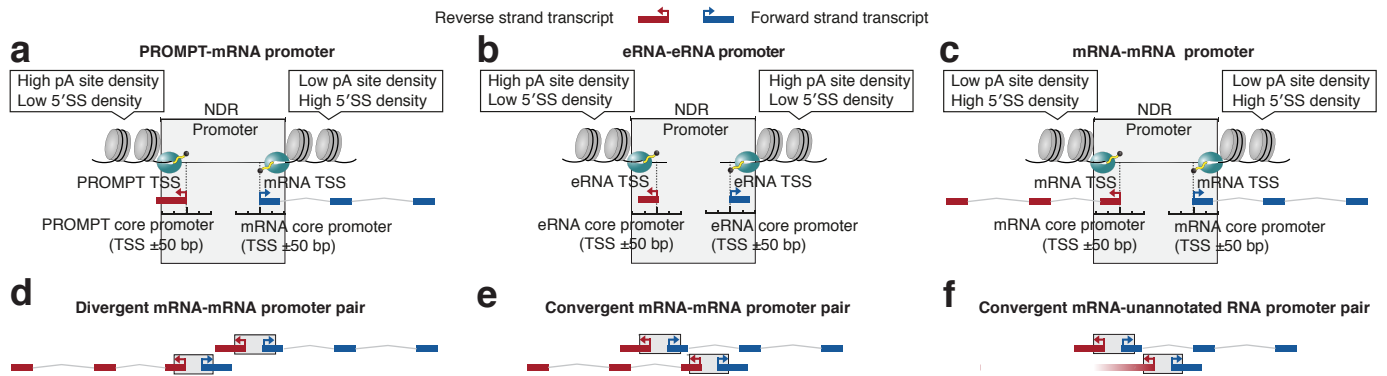 Reverse strand transcript
Forward strand transcript
a
PROMPT-mRNA promoter
High pA site density
Low 5′SS density
Low pA site density
High 5′SS density
NDR
Promoter
PROMPT TSS
mRNA TSS
PROMPT core promoter
(TSS ±50 bp)
mRNA core promoter
(TSS ±50 bp)
b
eRNA-eRNA promoter
High pA site density
Low 5′SS density
High pA site density
Low 5′SS density
NDR
Promoter
eRNA TSS
eRNA TSS
eRNA core promoter
(TSS ±50 bp)
eRNA core promoter
(TSS ±50 bp)
c
mRNA-mRNA promoter
Low pA site density
High 5′SS density
Low pA site density
High 5′SS density
NDR
Promoter
mRNA TSS
mRNA TSS
mRNA core promoter
(TSS ±50 bp)
mRNA core promoter
(TSS ±50 bp)
d
Divergent mRNA-mRNA promoter pair
e
Convergent mRNA-mRNA promoter pair
f
Convergent mRNA-unannotated RNA promoter pair